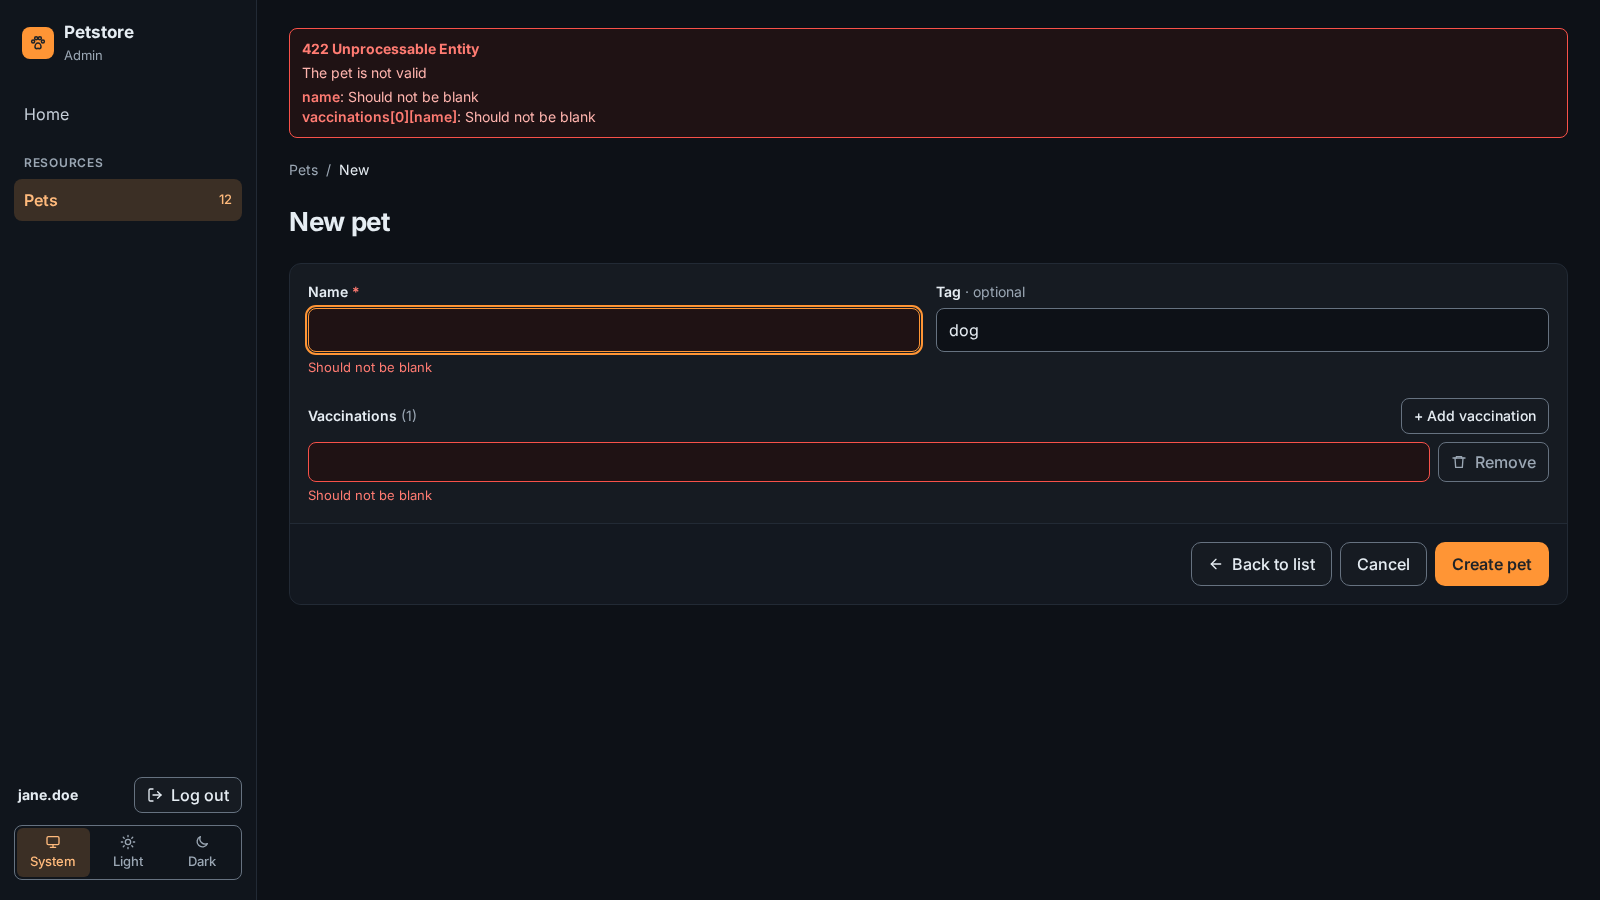 Petstore
Admin
Home
RESOURCES
Pets 12
jane.doe
Log out
System
Light
Dark
422 Unprocessable Entity
The pet is not valid
name: Should not be blank
vaccinations[0][name]: Should not be blank
Pets / New
New pet
Name *
Tag · optional
dog
Should not be blank
Vaccinations (1)
+ Add vaccination
Remove
Should not be blank
Back to list
Cancel
Create pet